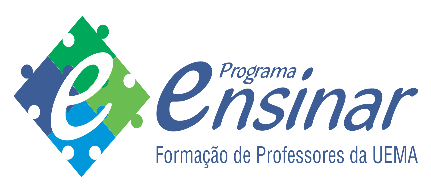 e
Programa
ensinar
Formação de Professores da UEMA